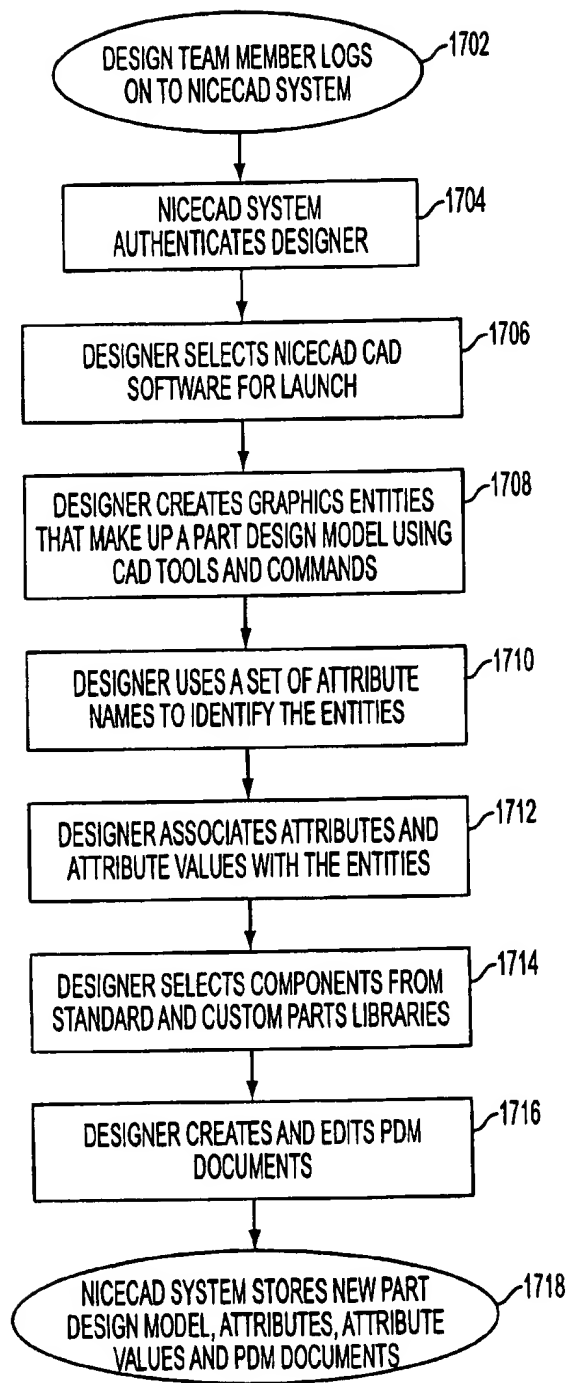 DESIGN TEAM MEMBER LOGS
ON TO NICECAD SYSTEM
1702
NICECAD SYSTEM
AUTHENTICATES DESIGNER
1704
DESIGNER SELECTS NICECAD CAD
SOFTWARE FOR LAUNCH
1706
DESIGNER CREATES GRAPHICS ENTITIES
THAT MAKE UP A PART DESIGN MODEL USING
CAD TOOLS AND COMMANDS
1708
DESIGNER USES A SET OF ATTRIBUTE
NAMES TO IDENTIFY THE ENTITIES
1710
DESIGNER ASSOCIATES ATTRIBUTES AND
ATTRIBUTE VALUES WITH THE ENTITIES
1712
DESIGNER SELECTS COMPONENTS FROM
STANDARD AND CUSTOM PARTS LIBRARIES
1714
DESIGNER CREATES AND EDITS PDM
DOCUMENTS
1716
NICECAD SYSTEM STORES NEW PART
DESIGN MODEL, ATTRIBUTES, ATTRIBUTE
VALUES AND PDM DOCUMENTS
1718